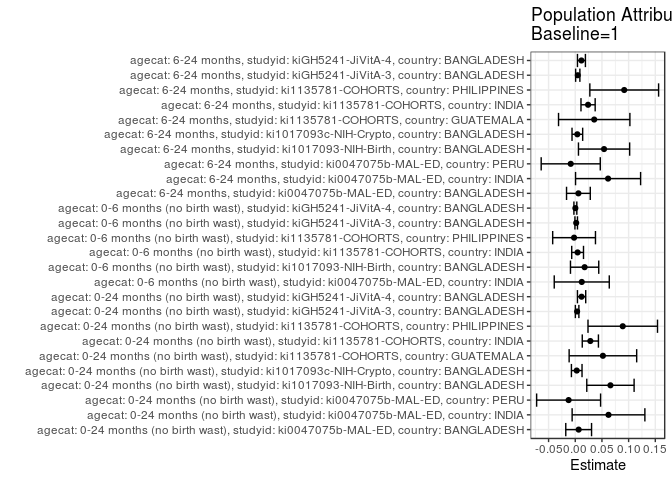 Population Attribu
Baseline=1
agecat: 6-24 months, studyid: kiGH5241-JiVitA-4, country: BANGLADESH
agecat: 6-24 months, studyid: kiGH5241-JiVitA-3, country: BANGLADESH
agecat: 6-24 months, studyid: ki1135781-COHORTS, country: PHILIPPINES
agecat: 6-24 months, studyid: ki1135781-COHORTS, country: INDIA
agecat: 6-24 months, studyid: ki1135781-COHORTS, country: GUATEMALA
agecat: 6-24 months, studyid: ki1017093c-NIH-Crypto, country: BANGLADESH
agecat: 6-24 months, studyid: ki1017093-NIH-Birth, country: BANGLADESH
agecat: 6-24 months, studyid: ki0047075b-MAL-ED, country: PERU
agecat: 6-24 months, studyid: ki0047075b-MAL-ED, country: INDIA
agecat: 6-24 months, studyid: ki0047075b-MAL-ED, country: BANGLADESH
agecat: 0-6 months (no birth wast), studyid: kiGH5241-JiVitA-4, country: BANGLADESH
agecat: 0-6 months (no birth wast), studyid: kiGH5241-JiVitA-3, country: BANGLADESH
agecat: 0-6 months (no birth wast), studyid: ki1135781-COHORTS, country: PHILIPPINES
agecat: 0-6 months (no birth wast), studyid: ki1135781-COHORTS, country: INDIA
agecat: 0-6 months (no birth wast), studyid: ki1017093-NIH-Birth, country: BANGLADESH
agecat: 0-6 months (no birth wast), studyid: ki0047075b-MAL-ED, country: INDIA
agecat: 0-24 months (no birth wast), studyid: kiGH5241-JiVitA-4, country: BANGLADESH
agecat: 0-24 months (no birth wast), studyid: kiGH5241-JiVitA-3, country: BANGLADESH
agecat: 0-24 months (no birth wast), studyid: ki1135781-COHORTS, country: PHILIPPINES
agecat: 0-24 months (no birth wast), studyid: ki1135781-COHORTS, country: INDIA
agecat: 0-24 months (no birth wast), studyid: ki1135781-COHORTS, country: GUATEMALA
agecat: 0-24 months (no birth wast), studyid: ki1017093c-NIH-Crypto, country: BANGLADESH
agecat: 0-24 months (no birth wast), studyid: ki1017093-NIH-Birth, country: BANGLADESH
agecat: 0-24 months (no birth wast), studyid: ki0047075b-MAL-ED, country: PERU
agecat: 0-24 months (no birth wast), studyid: ki0047075b-MAL-ED, country: INDIA
agecat: 0-24 months (no birth wast), studyid: ki0047075b-MAL-ED, country: BANGLADESH
-0.05 0.00 0.05 0.10 0.15
Estimate